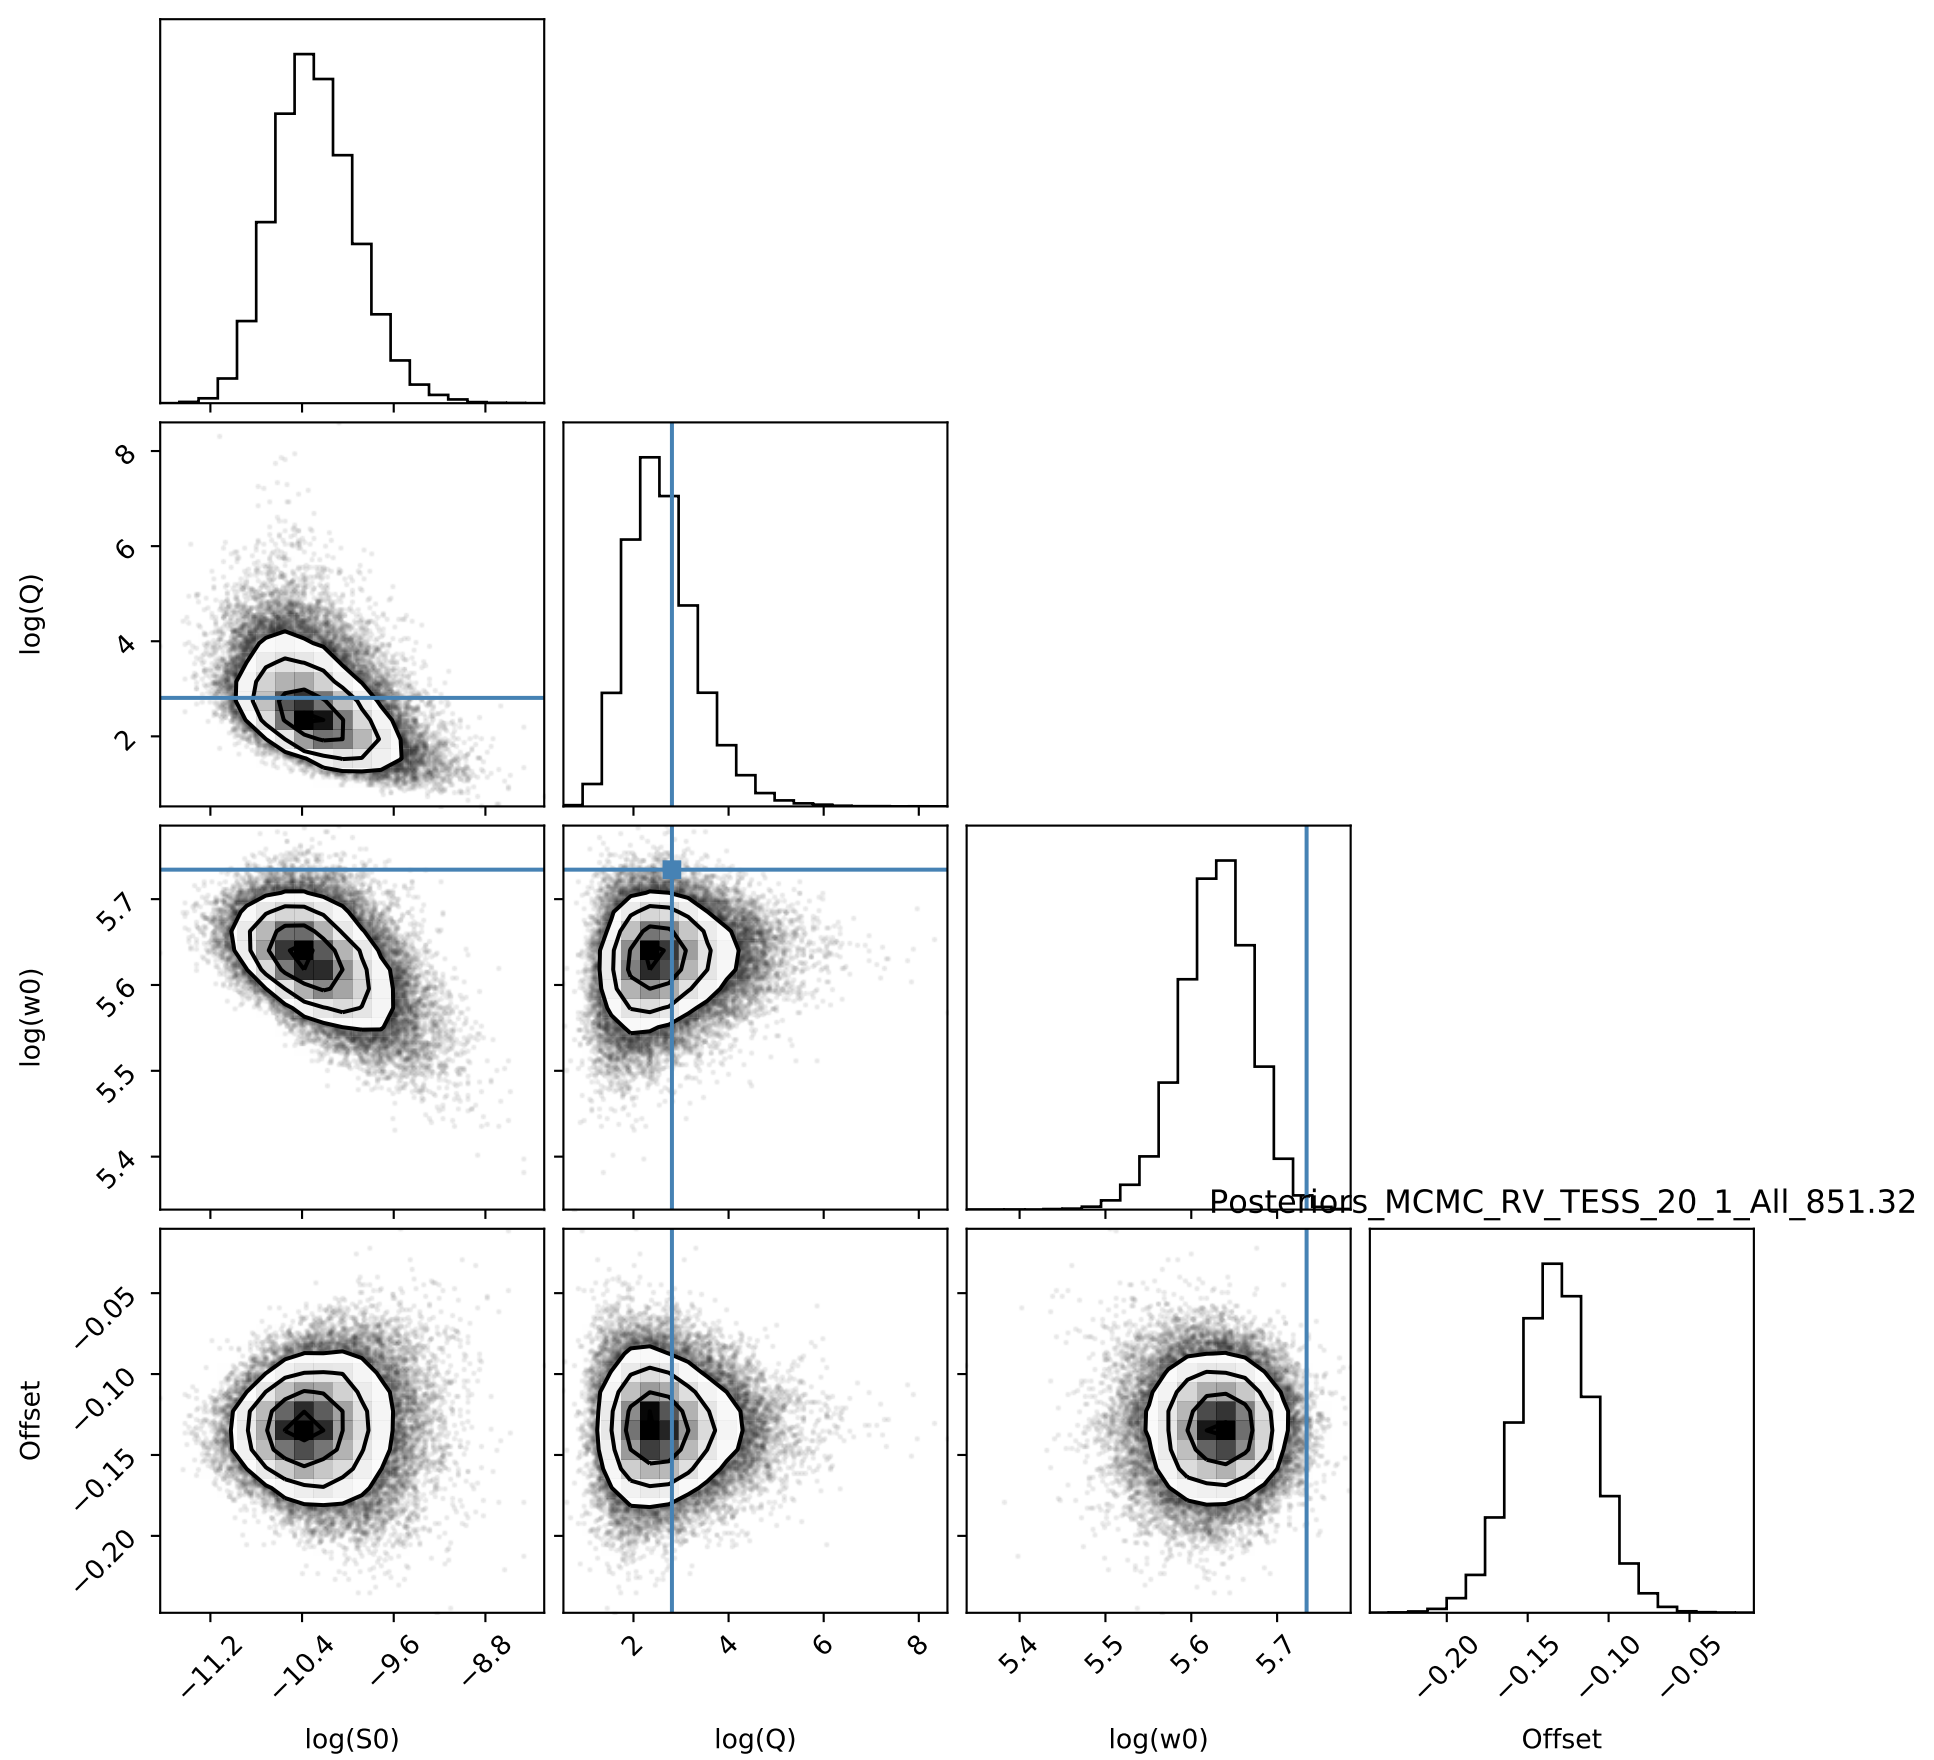 8
6
4
2
log(Q)
5.7
5.6
5.5
5.4
log(w0)
Posteriors_MCMC_RV_TESS_20_1_All_851.32
−0.05
−0.10
−0.15
−0.20
Offset
−11.2 −10.4 −9.6 −8.8 2 4 6 8 5.4 5.5 5.6 5.7 −0.20 −0.15 −0.10 −0.05
log(S0) log(Q) log(w0) Offset